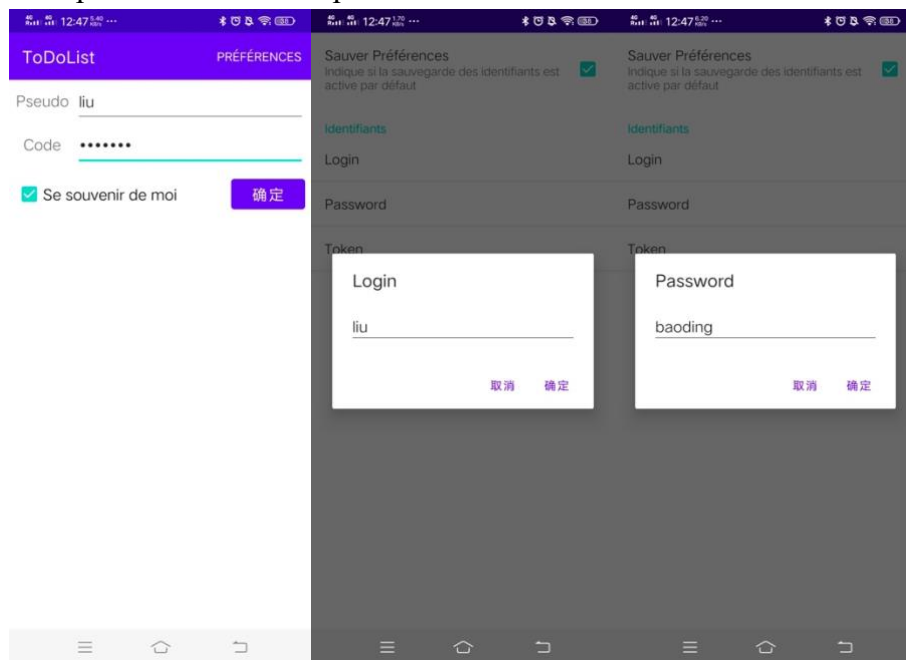 12:47
ToDoList PRÉFÉRENCES
Pseudo liu
Code •••••••
Se souvenir de moi 确定
12:47
Sauver Préférences
Indique si la sauvegarde des identifiants est
active par défaut
Identifiants
Login
Password
Token
Login
liu
取消 确定
12:47
Sauver Préférences
Indique si la sauvegarde des identifiants est
active par défaut
Identifiants
Login
Password
Token
Password
baoding
取消 确定